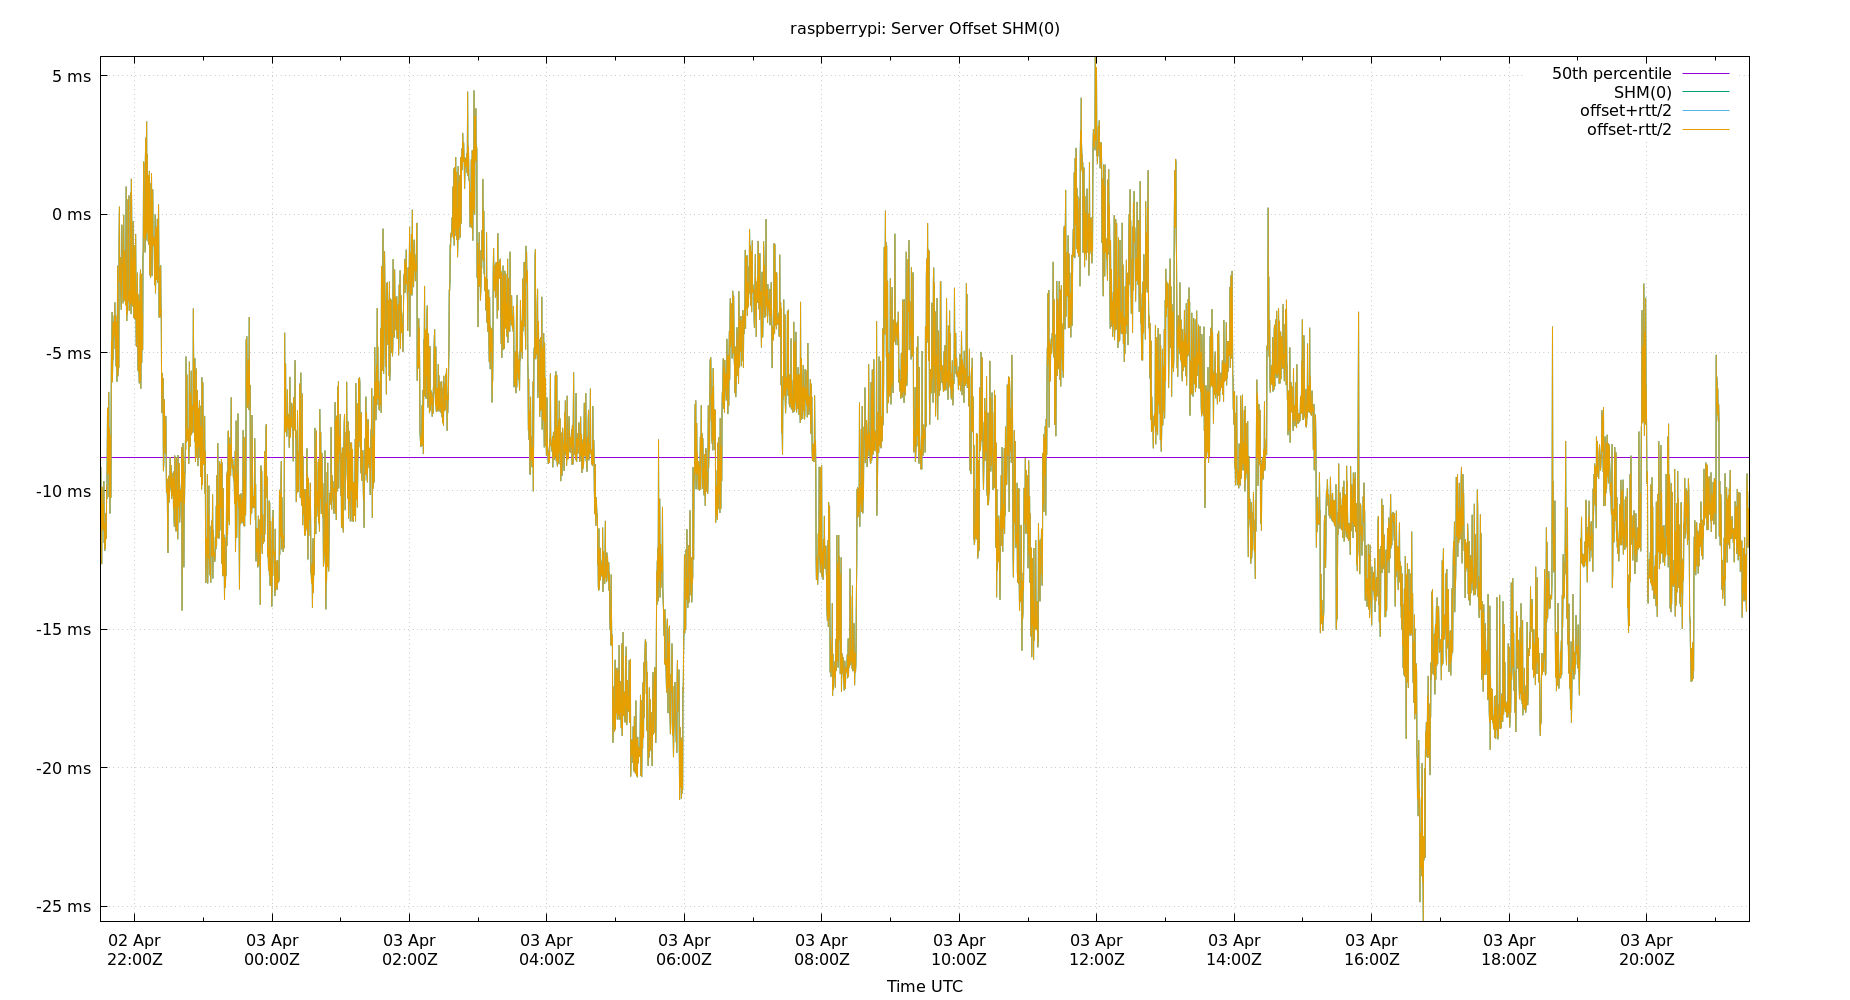 raspberrypi: Server Offset SHM(0)
50th percentile
SHM(0)
offset+rtt/2
offset-rtt/2
5 ms
0 ms
-5 ms
-10 ms
-15 ms
-20 ms
-25 ms
02 Apr 03 Apr 03 Apr 03 Apr 03 Apr 03 Apr 03 Apr 03 Apr 03 Apr 03 Apr 03 Apr 03 Apr
22:00Z 00:00Z 02:00Z 04:00Z 06:00Z 08:00Z 10:00Z 12:00Z 14:00Z 16:00Z 18:00Z 20:00Z
Time UTC